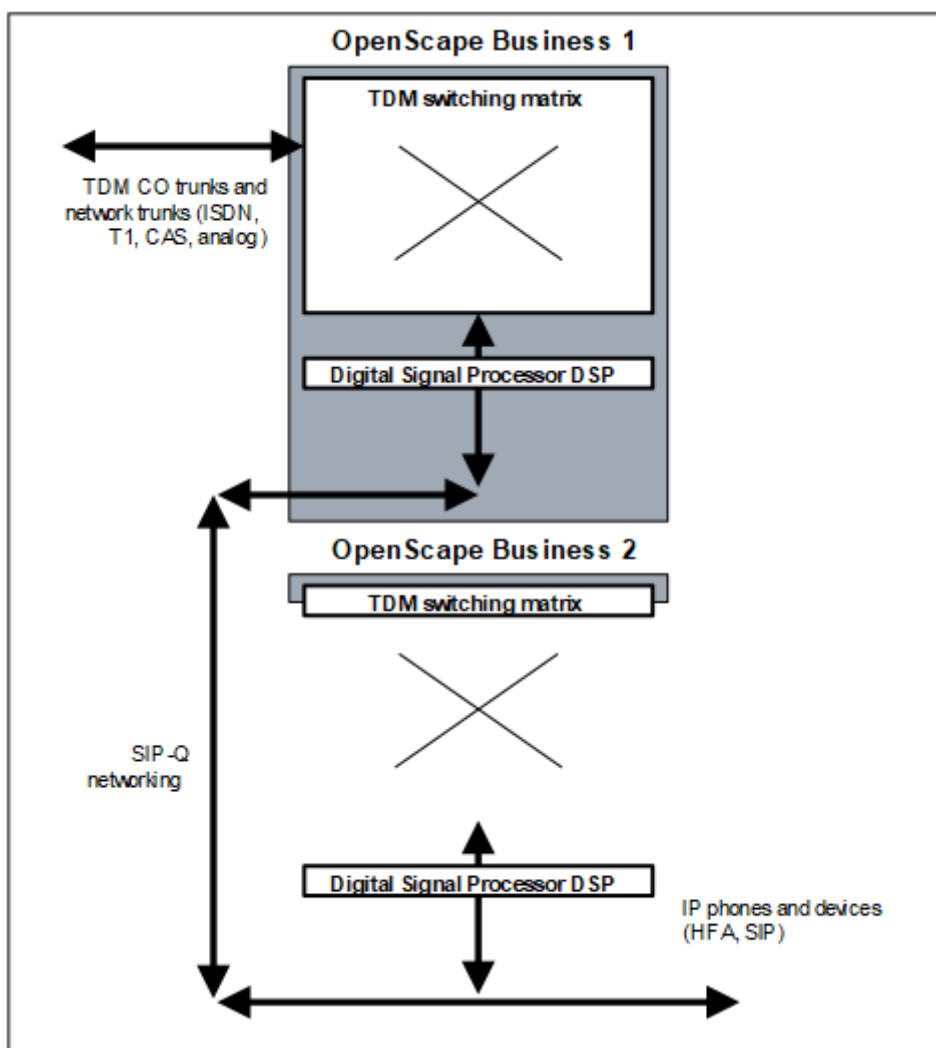 OpenScape Business 1
TDM switching matrix
TDM CO trunks and
network trunks (ISDN,
T1, CAS, analog)
Digital Signal Processor DSP
OpenScape Business 2
TDM switching matrix
SIP-Q
networking
Digital Signal Processor DSP
IP phones and devices
(HFA, SIP)